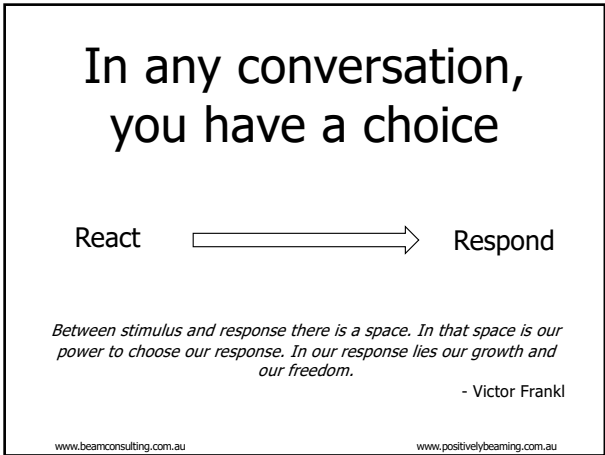 In any conversation,
you have a choice
React Respond
Between stimulus and response there is a space. In that space is our
power to choose our response. In our response lies our growth and
our freedom.
- Victor Frankl
www.beamconsulting.com.au www.positivelybeaming.com.au